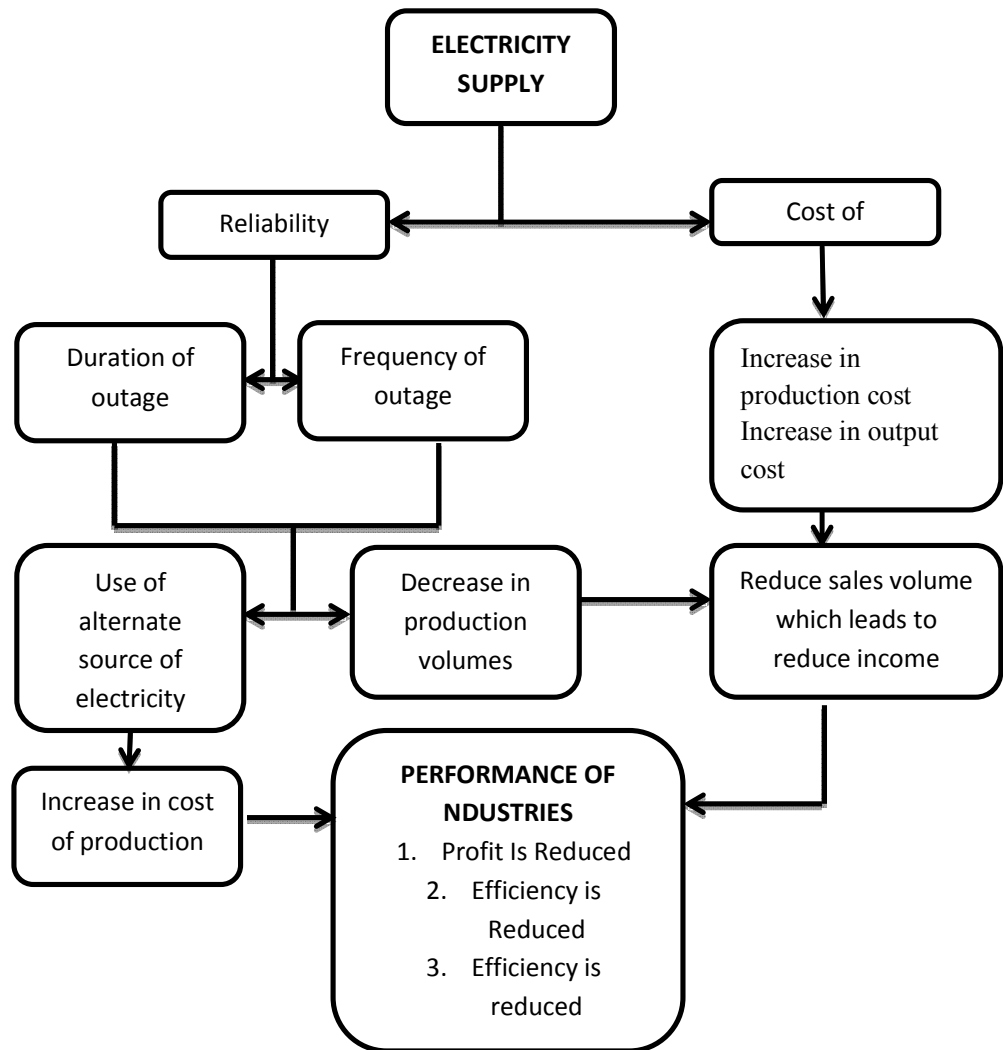 ELECTRICITY
SUPPLY
Reliability
Cost of
Duration of
outage
Frequency of
outage
Increase in
production cost
Increase in output
cost
Use of
alternate
source of
electricity
Decrease in
production
volumes
Reduce sales volume
which leads to
reduce income
Increase in cost
of production
PERFORMANCE OF
NDUSTRIES
1. Profit Is Reduced
2. Efficiency is
Reduced
3. Efficiency is
reduced